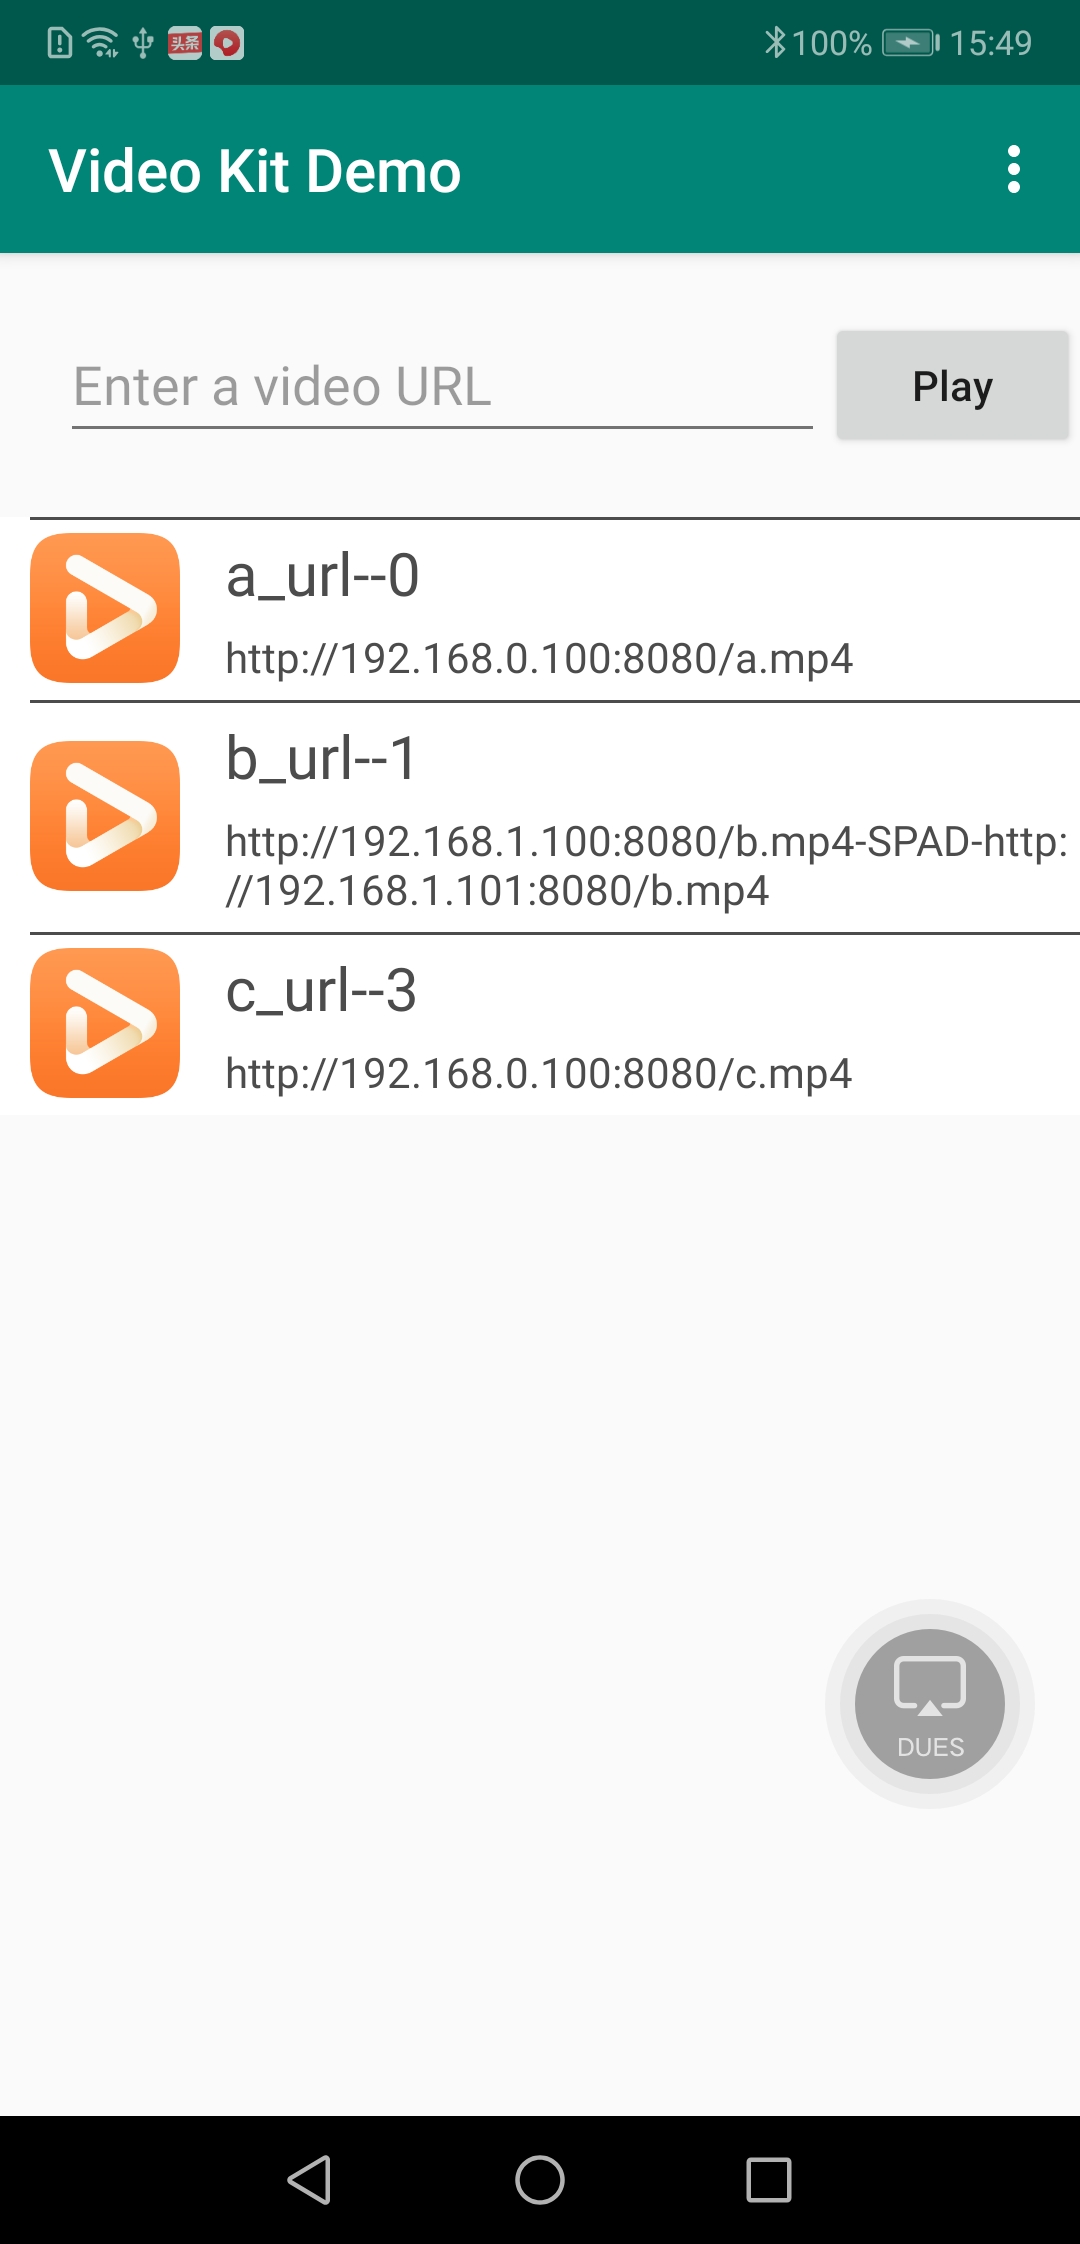 头条
100% 15:49
Video Kit Demo
Enter a video URL
Play
a_url--0
http://192.168.0.100:8080/a.mp4
b_url--1
http://192.168.1.100:8080/b.mp4-SPAD-http:
//192.168.1.101:8080/b.mp4
c_url--3
http://192.168.0.100:8080/c.mp4
DUES